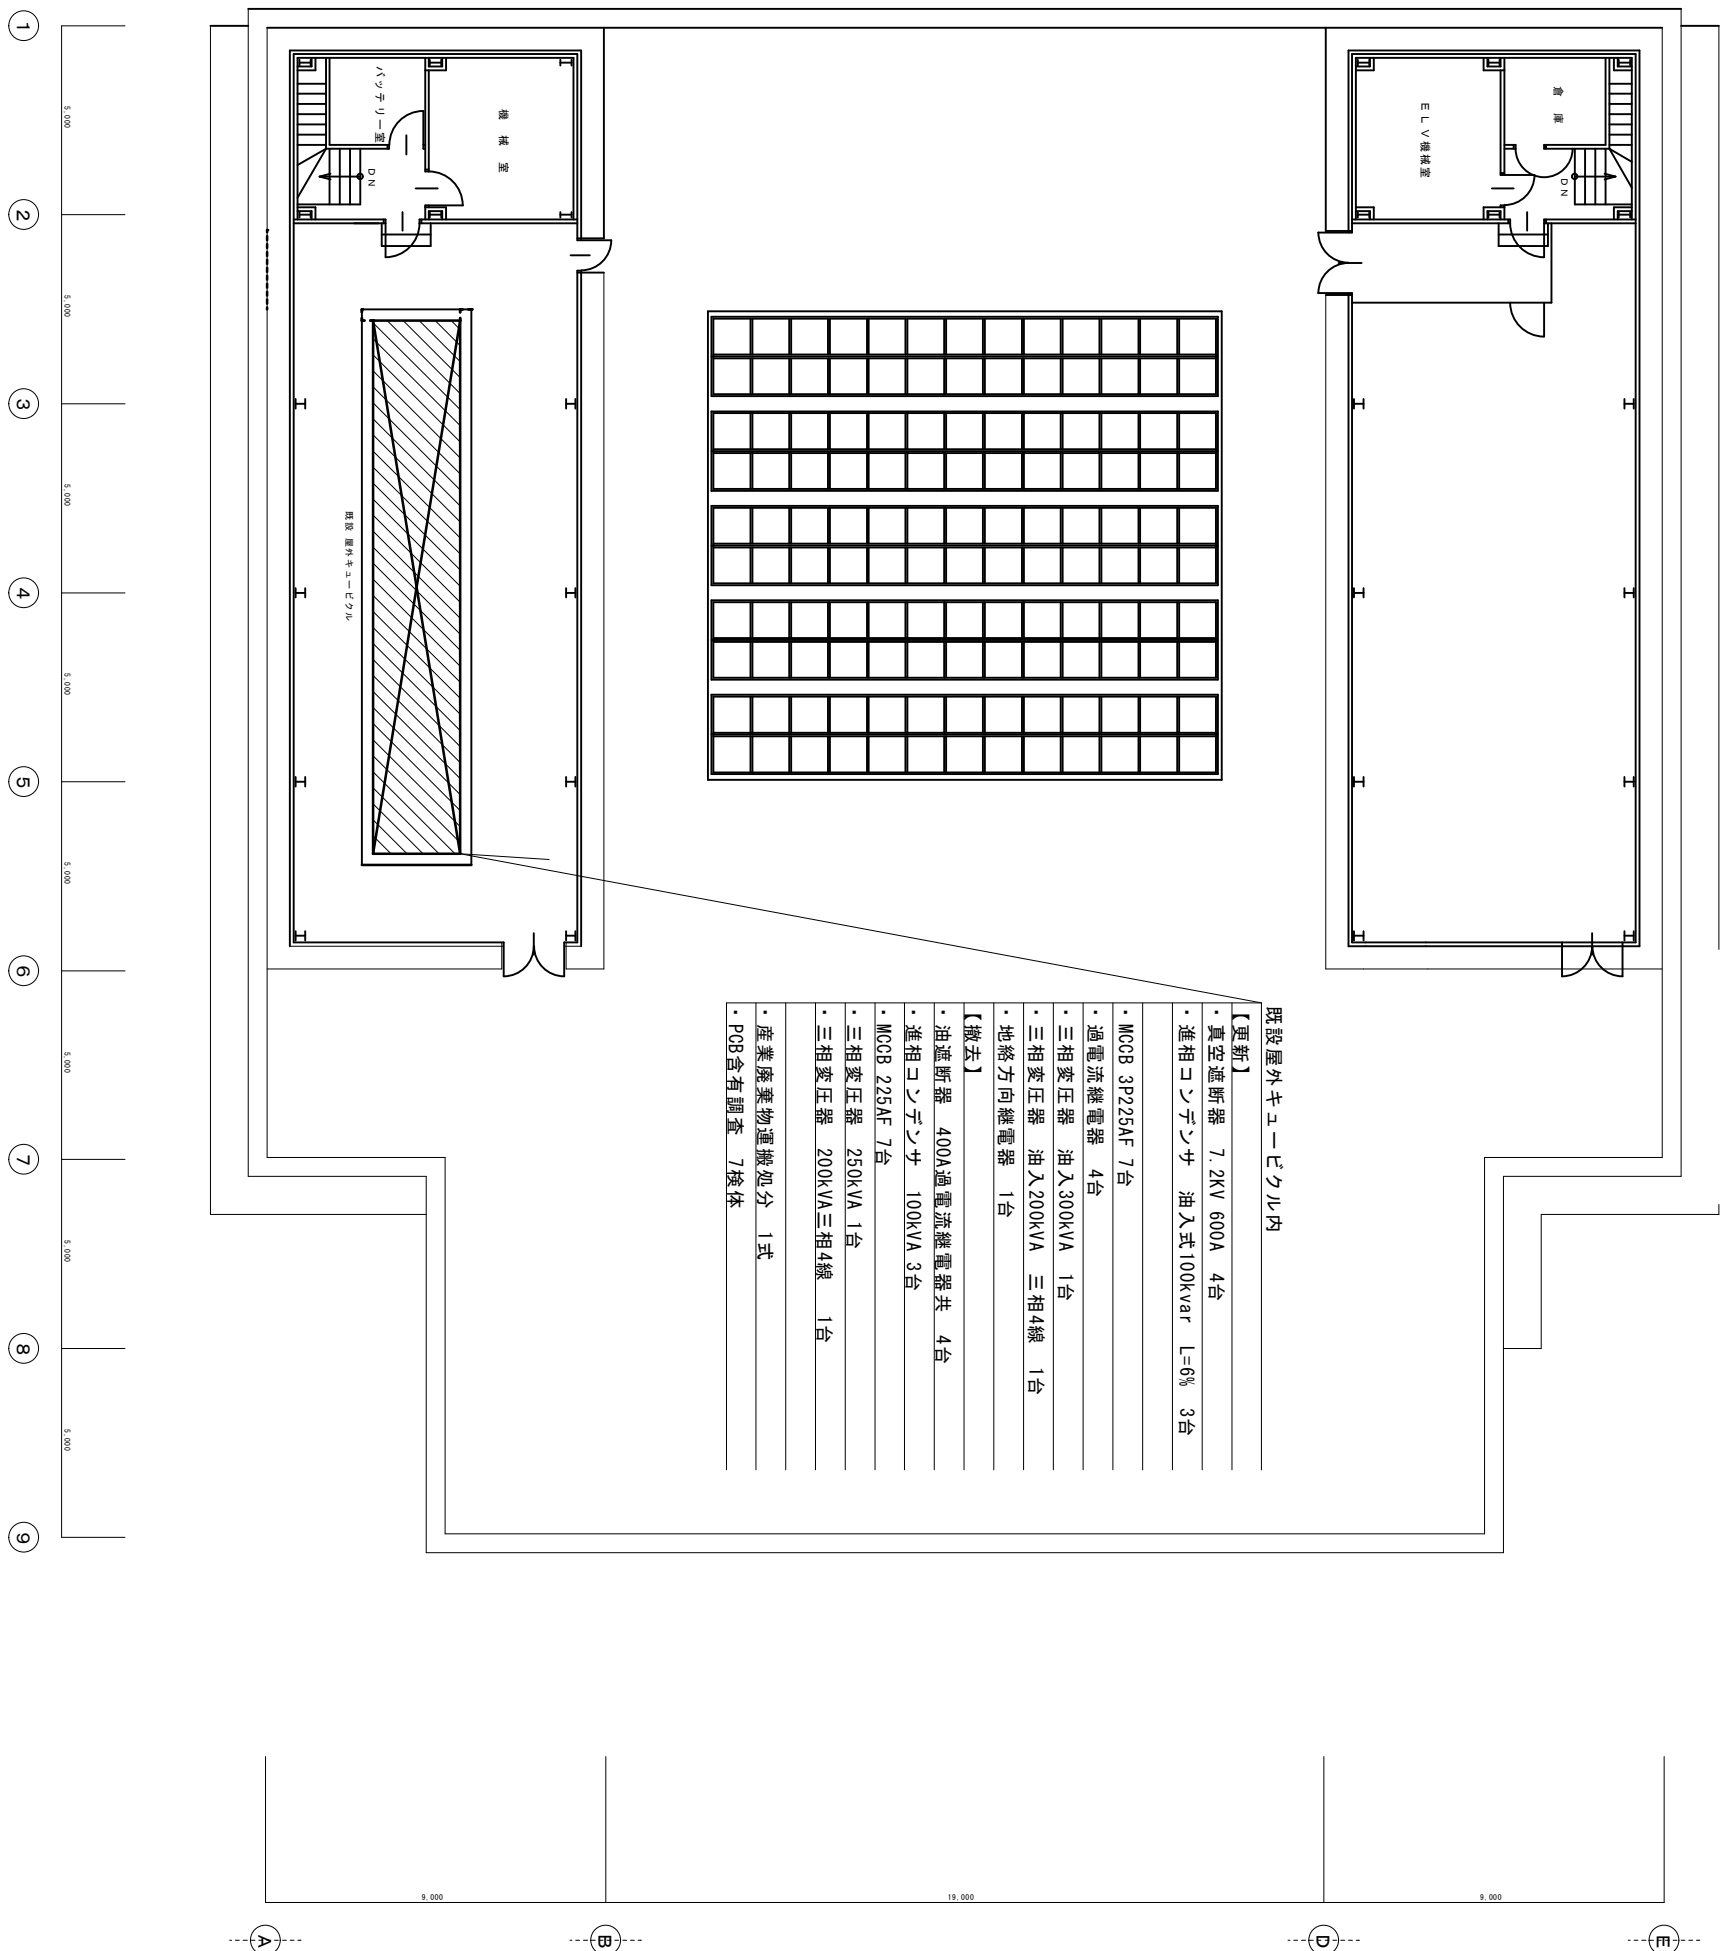 ①
②
③
④
⑤
⑥
⑦
⑧
⑨
5,000
5,000
5,000
5,000
5,000
5,000
5,000
5,000
バッテリー室
機械室
DN
ELV機械室
倉庫
DN
既設 屋外キュービクル
既設屋外キュービクル内
【更新】
・真空遮断器 7.2KV 600A 4台
・進相コンデンサ 油入式100kvar L=6% 3台
・MCCB 3P225AF 7台
・過電流継電器 4台
・三相変圧器 油入300kVA 1台
・三相変圧器 油入200kVA 三相4線 1台
・地絡方向継電器 1台
【撤去】
・油遮断器 400A過電流継電器共 4台
・進相コンデンサ 100kVA 3台
・MCCB 225AF 7台
・三相変圧器 250kVA 1台
・三相変圧器 200kVA三相4線 1台
・産業廃棄物運搬処分 1式
・PCB含有調査 7検体
9,000
19,000
9,000
A
B
D
E